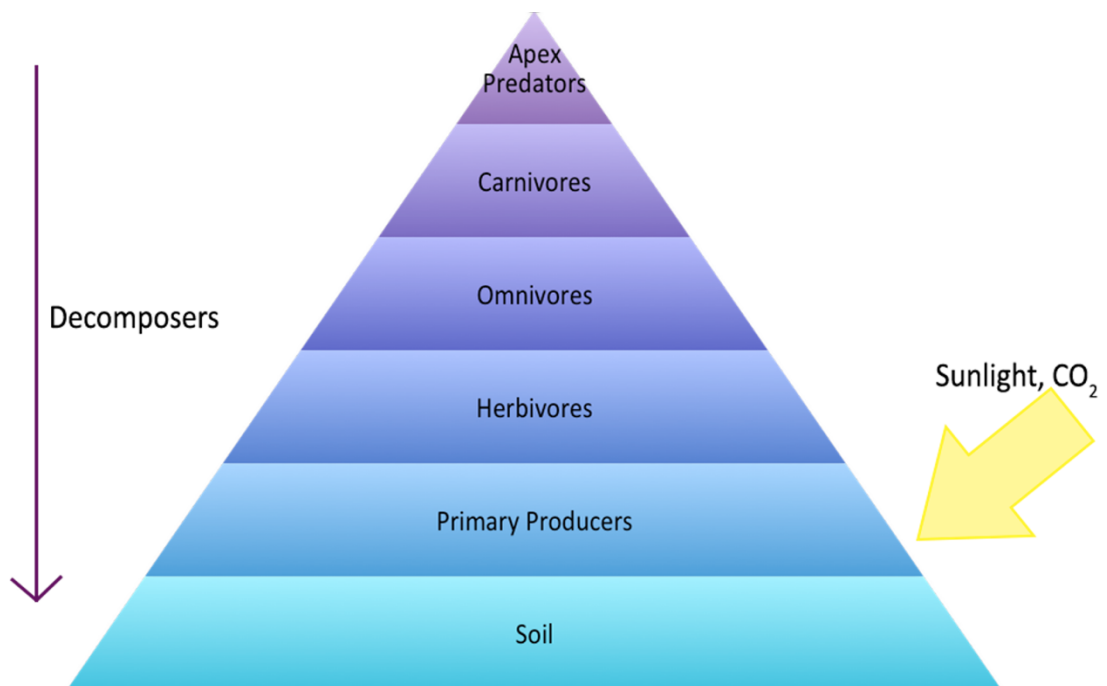 Apex
Predators
Carnivores
Omnivores
Decomposers
Sunlight, CO₂
Herbivores
Primary Producers
Soil